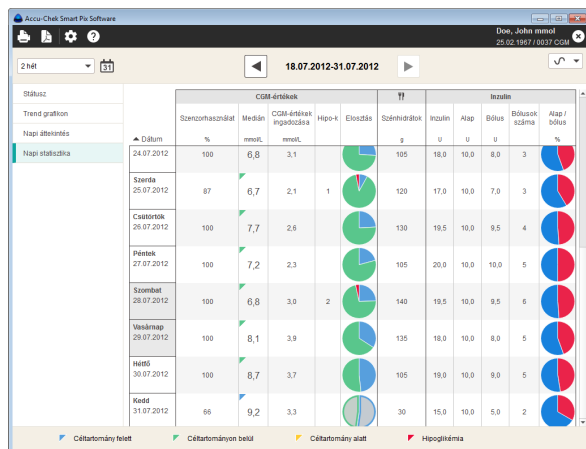 Accu-Chek Smart Pix Software
Doe, John mmol
25.02.1967 / 0037 CGM
2 hét
31
18.07.2012-31.07.2012
Státusz
Trend grafikon
Napi áttekintés
Napi statisztika
CGM-értékek Inzulin
Dátum Szenzorhasználat Medián CGM-értékek ingadozása Hipo-k Eloszlás Szénhidrátok Inzulin Alap Bólus Bólusok száma Alap / bólus
% mmol/L mmol/L g U U U %
24.07.2012 100 6,8 3,1 105 18,0 10,0 8,0 3
Szerda
25.07.2012 87 6,7 2,1 1 120 17,0 10,0 7,0 3
Csütörtök
26.07.2012 100 7,7 2,6 130 19,5 10,0 9,5 4
Péntek
27.07.2012 100 7,2 2,3 105 20,0 10,0 10,0 5
Szombat
28.07.2012 100 6,8 3,0 2 140 19,5 10,0 9,5 6
Vasárnap
29.07.2012 100 8,1 3,9 135 18,0 10,0 8,0 5
Hétfő
30.07.2012 100 8,7 3,7 105 19,0 10,0 9,0 5
Kedd
31.07.2012 66 9,2 3,3 30 15,0 10,0 5,0 2
Céltartomány felett Céltartományon belül Céltartomány alatt Hipoglikémia